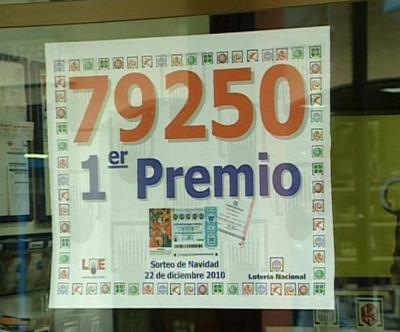 79250
1er Premio
LAE
Sorteo de Navidad
22 de diciembre 2010
Lotería Nacional